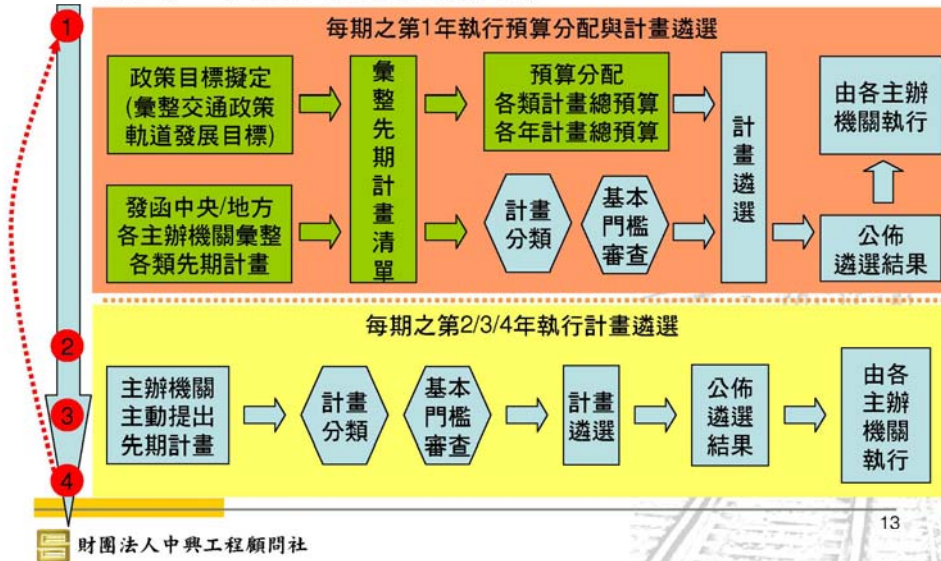 1
每期之第1年執行預算分配與計畫遴選
政策目標擬定
(彙整交通政策
軌道發展目標)
發函中央/地方
各主辦機關彙整
各類先期計畫
彙整先期計畫清單
預算分配
各類計畫總預算
各年計畫總預算
計畫
分類
基本
門檻
審查
計畫遴選
公佈
遴選結果
由各主辦
機關執行
2
3
4
每期之第2/3/4年執行計畫遴選
主辦機關
主動提出
先期計畫
計畫
分類
基本
門檻
審查
計畫
遴選
公佈
遴選
結果
由各
主辦
機關
執行
13
財團法人中興工程顧問社